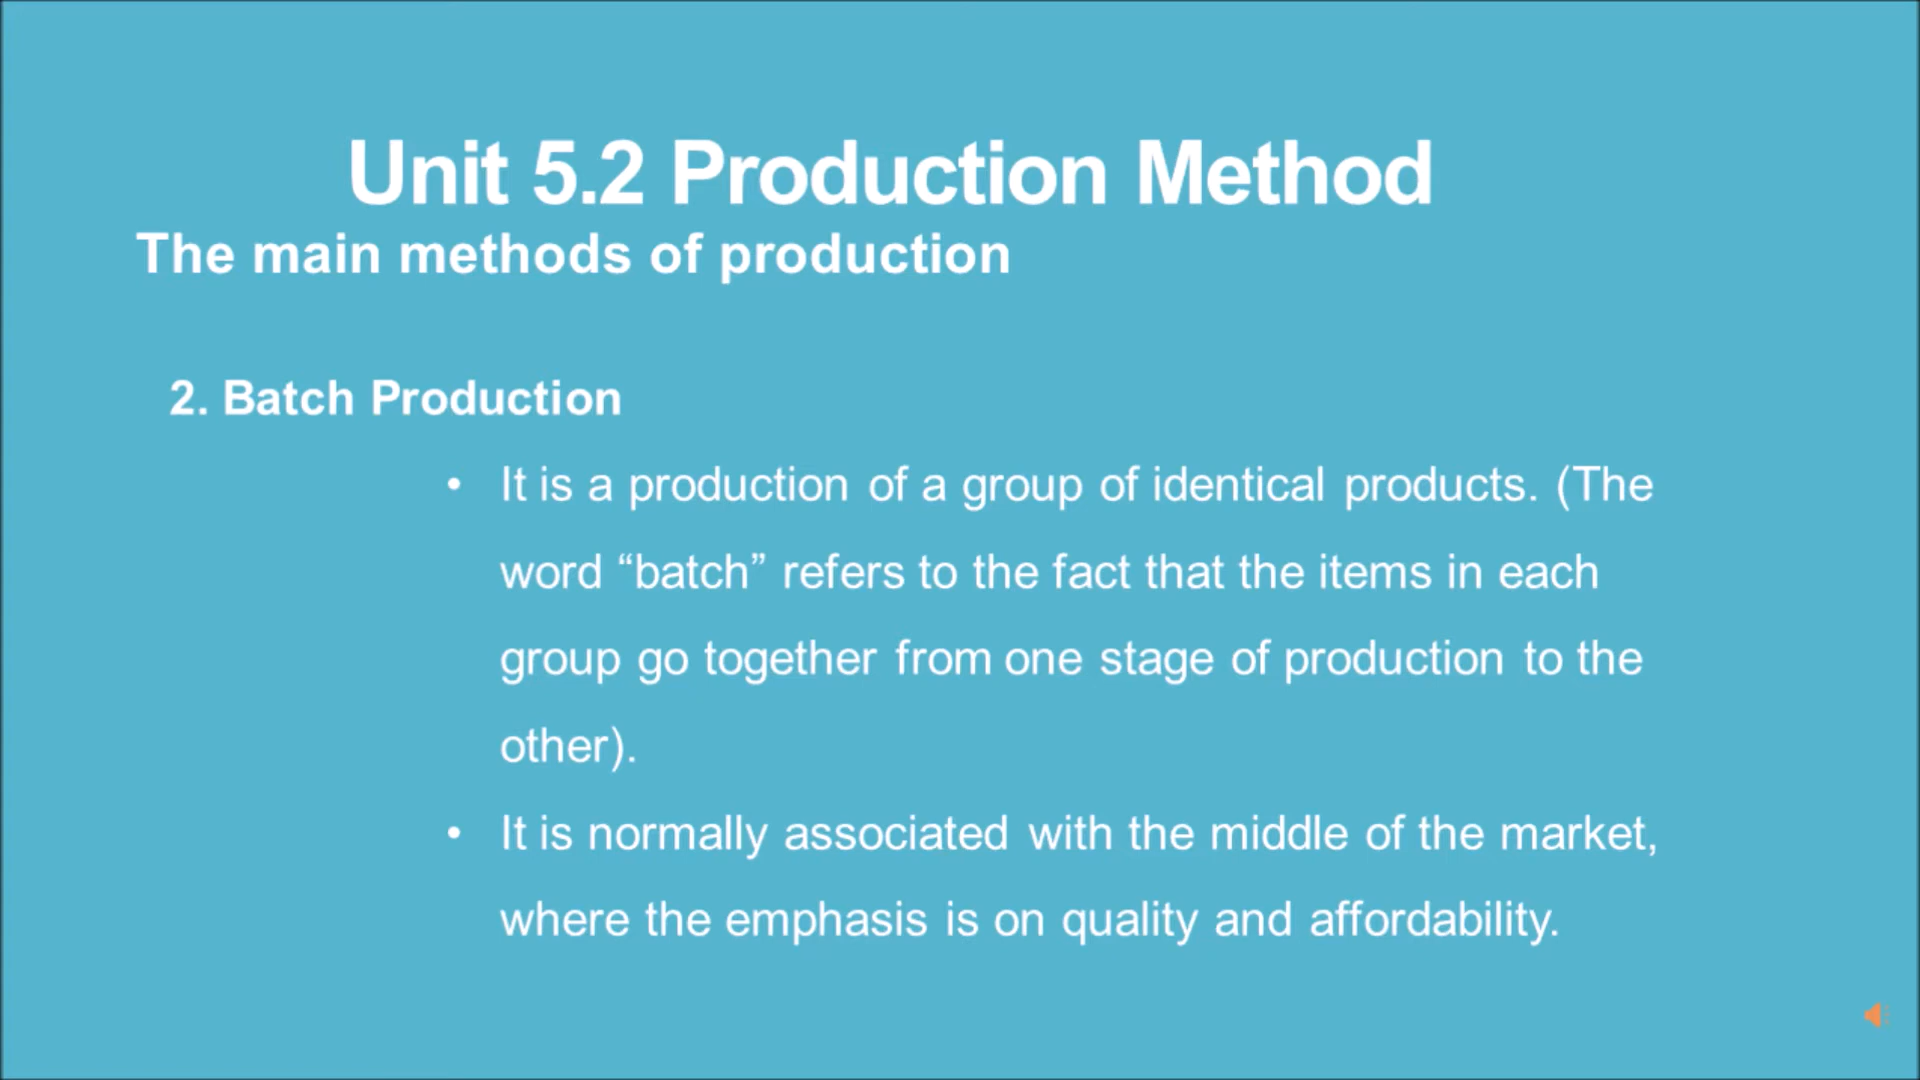 Unit 5.2 Production Method
The main methods of production
2. Batch Production
• It is a production of a group of identical products. (The
word “batch” refers to the fact that the items in each
group go together from one stage of production to the
other).
• It is normally associated with the middle of the market,
where the emphasis is on quality and affordability.